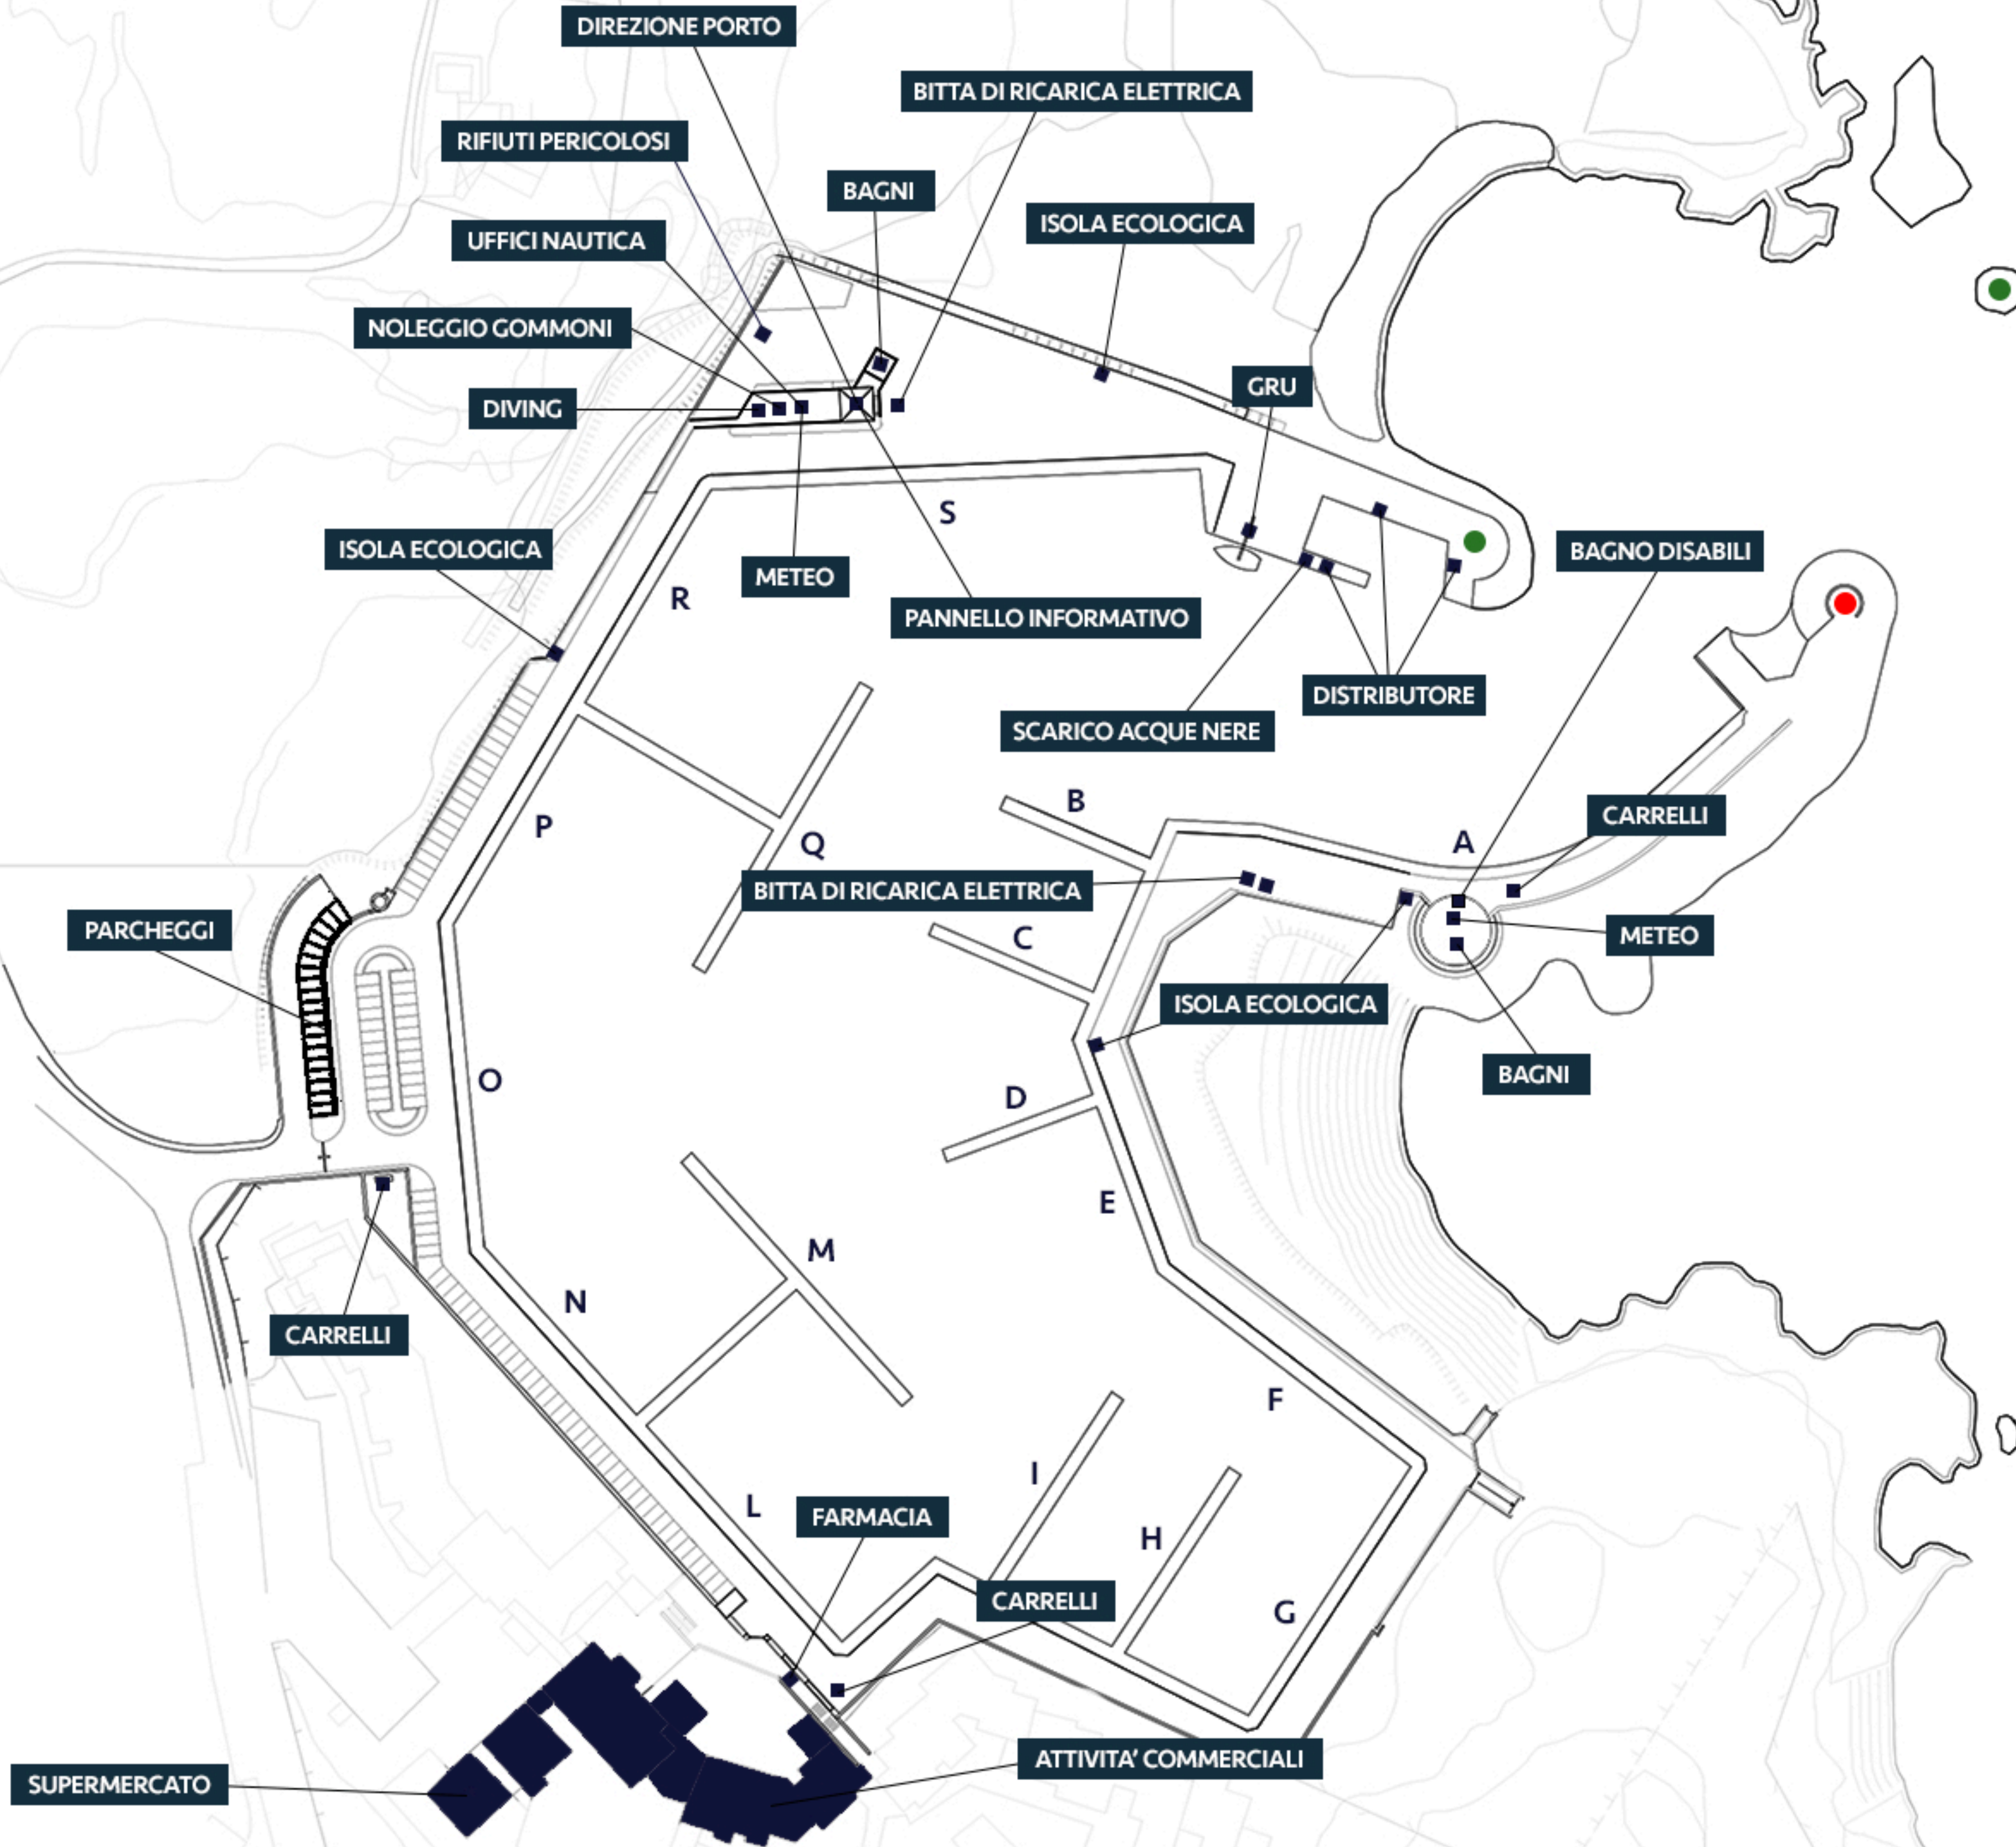 DIREZIONE PORTO
BITTA DI RICARICA ELETTRICA
RIFIUTI PERICOLOSI
BAGNI
ISOLA ECOLOGICA
UFFICI NAUTICA
NOLEGGIO GOMMONI
GRU
DIVING
S
ISOLA ECOLOGICA
BAGNO DISABILI
METEO
R
PANNELLO INFORMATIVO
DISTRIBUTORE
SCARICO ACQUE NERE
B
CARRELLI
P
Q
A
BITTA DI RICARICA ELETTRICA
PARCHEGGI
C
METEO
ISOLA ECOLOGICA
BAGNI
O
D
E
M
N
CARRELLI
F
I
L
FARMACIA
H
CARRELLI
G
ATTIVITA' COMMERCIALI
SUPERMERCATO